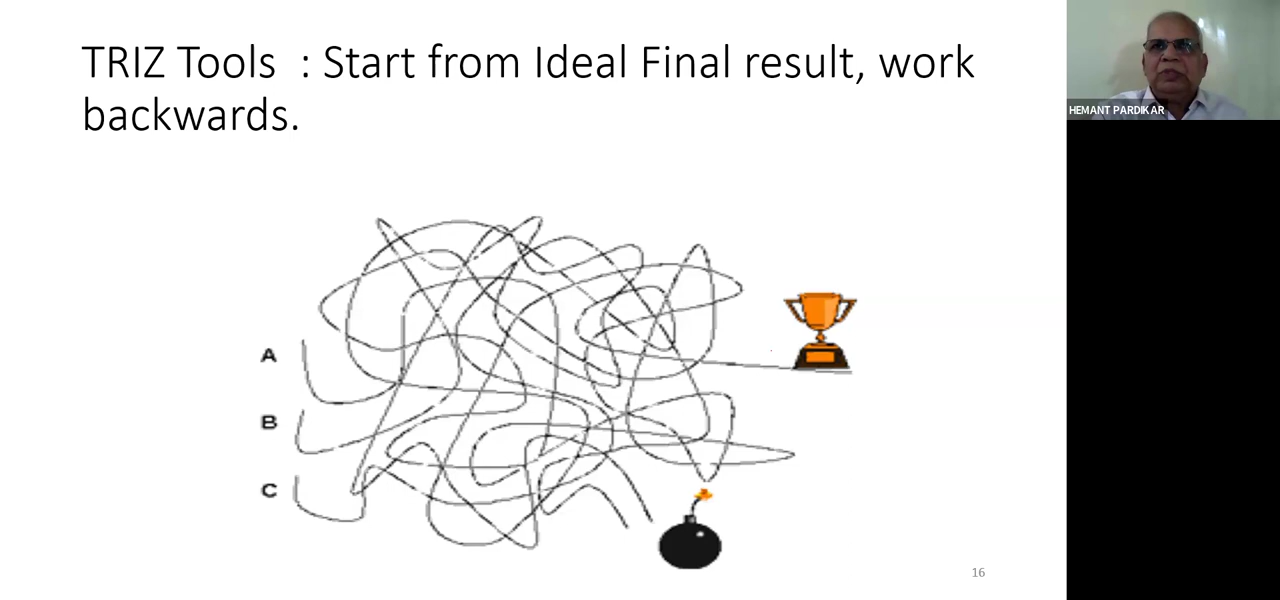 TRIZ Tools : Start from Ideal Final result, work
backwards.
HEMANT PARDIKAR
A
B
C
16